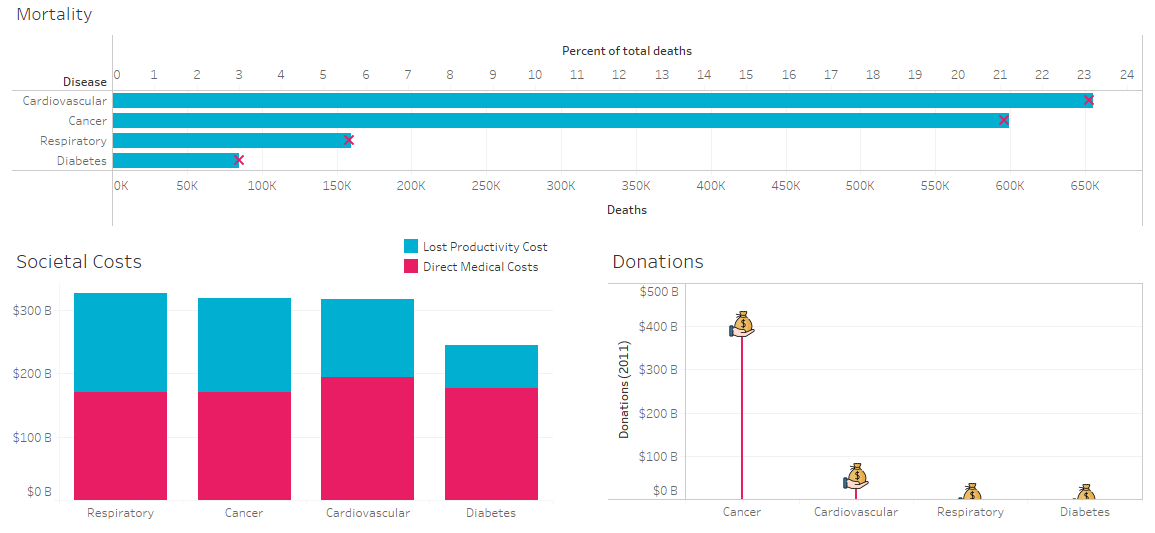 Mortality
Percent of total deaths
Disease 0 1 2 3 4 5 6 7 8 9 10 11 12 13 14 15 16 17 18 19 20 21 22 23 24
Cardiovascular
Cancer
Respiratory
Diabetes
0K 50K 100K 150K 200K 250K 300K 350K 400K 450K 500K 550K 600K 650K
Deaths
Societal Costs
Lost Productivity Cost
Direct Medical Costs
$300 B
$200 B
$100 B
$0 B
Respiratory Cancer Cardiovascular Diabetes
Donations
Donations (2011)
$500 B
$400 B
$300 B
$200 B
$100 B
$0 B
Cancer Cardiovascular Respiratory Diabetes